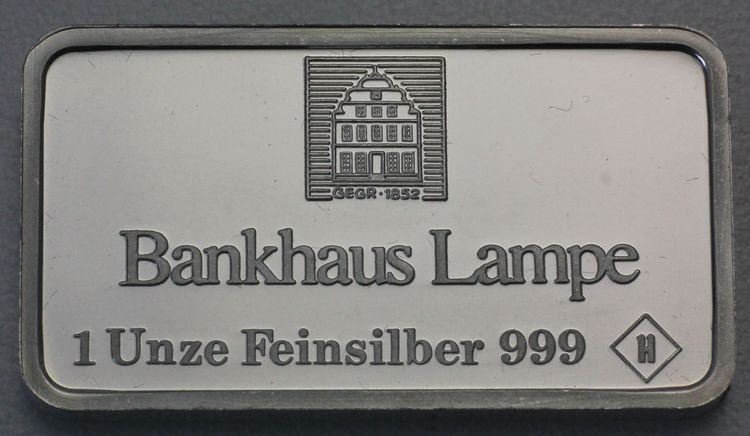 GEGR · 1852
Bankhaus Lampe
1 Unze Feinsilber 999 H